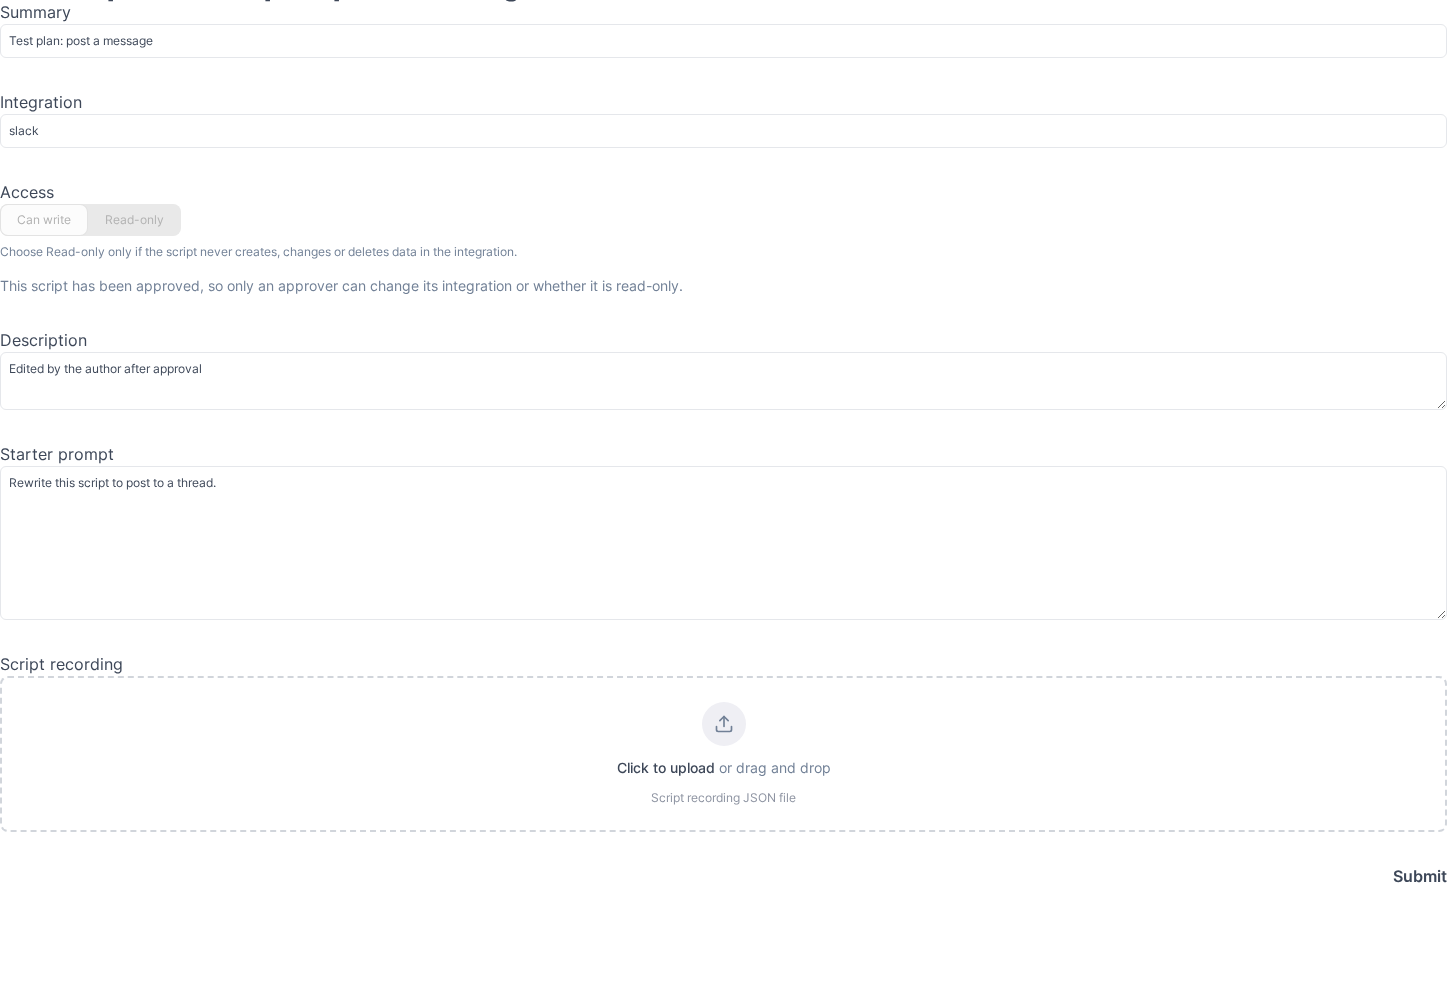 Summary
Test plan: post a message
Integration
slack
Access
Can write
Read-only
Choose Read-only only if the script never creates, changes or deletes data in the integration.
This script has been approved, so only an approver can change its integration or whether it is read-only.
Description
Edited by the author after approval
Starter prompt
Rewrite this script to post to a thread.
Script recording
Click to upload or drag and drop
Script recording JSON file
Submit